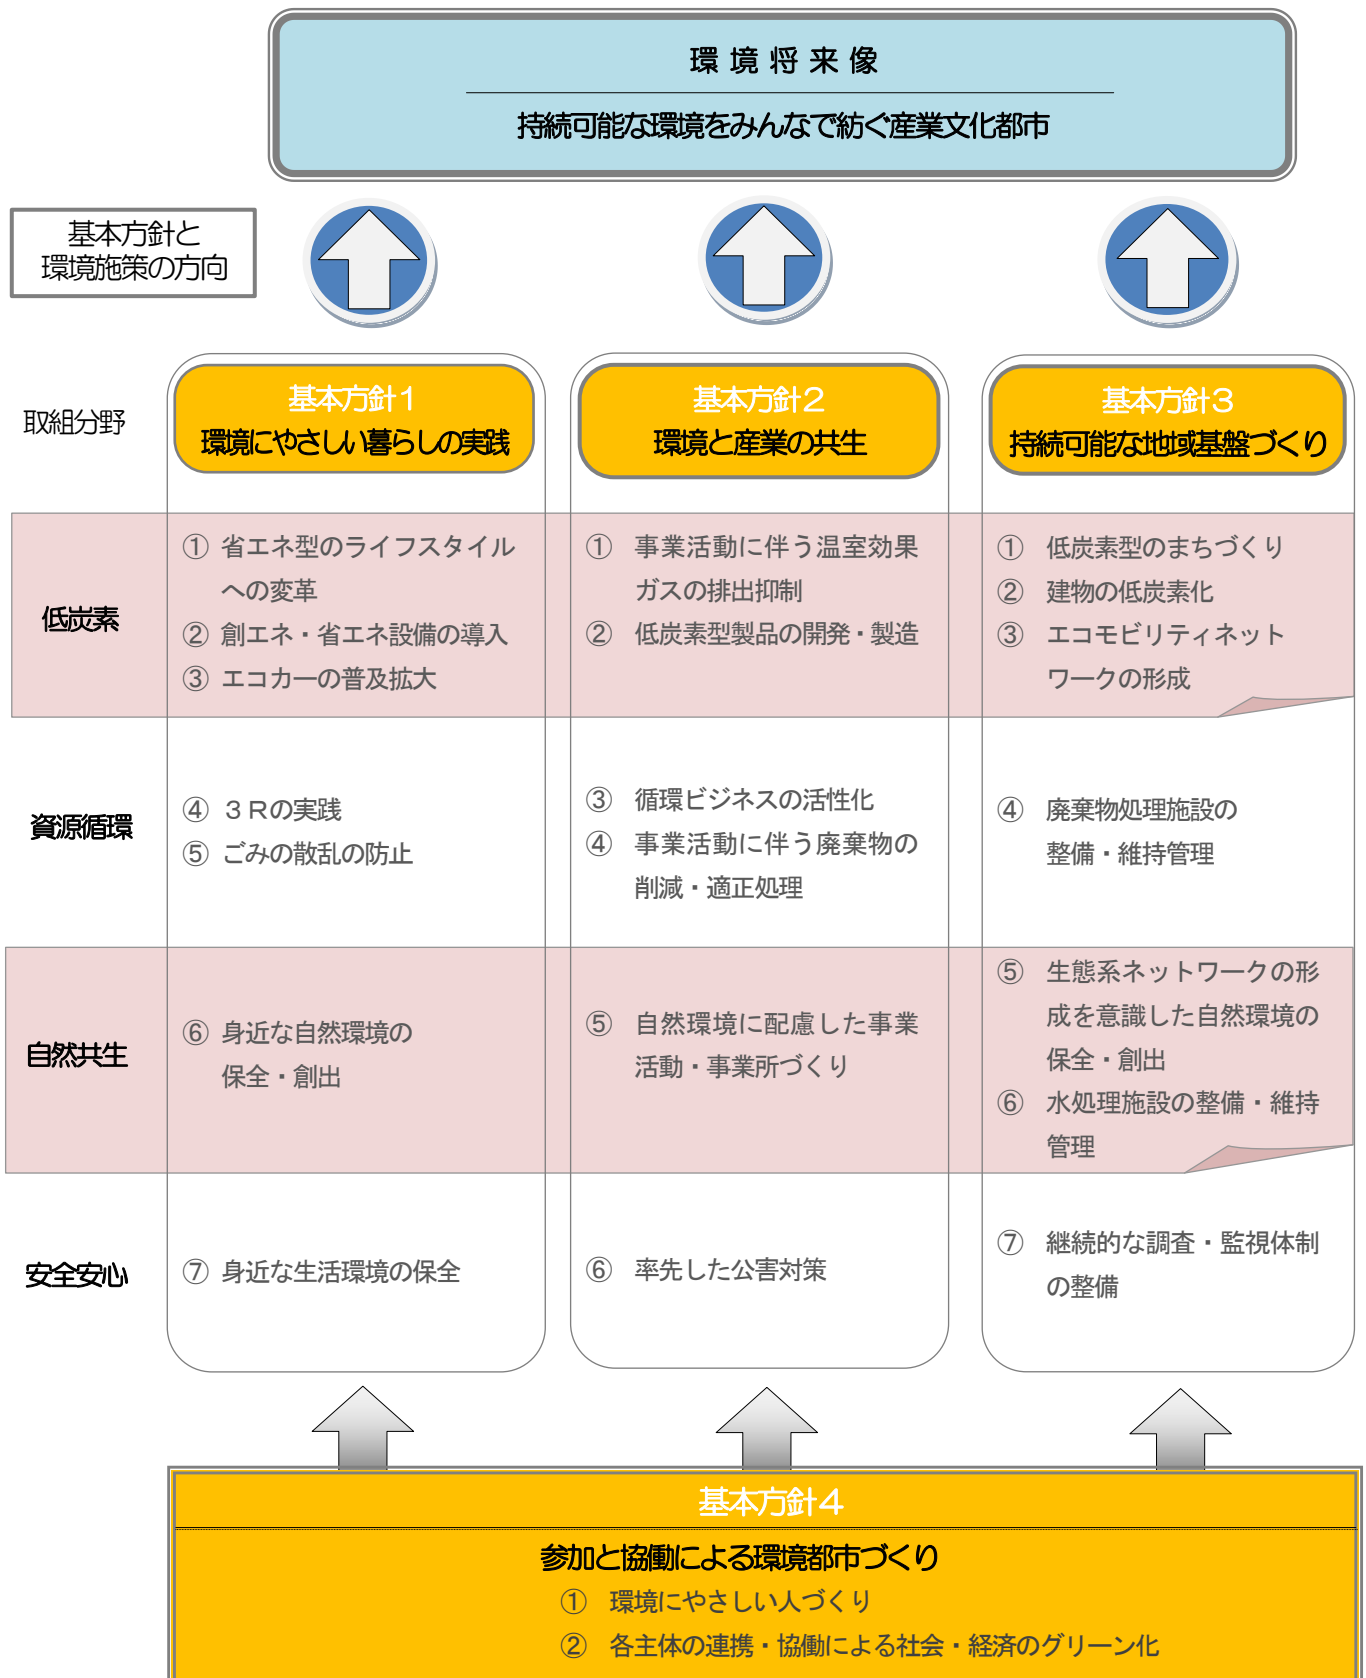 環境将来像
持続可能な環境をみんなで紡ぐ産業文化都市
基本方針と
環境施策の方向
取組分野
基本方針１
環境にやさしい暮らしの実践
基本方針２
環境と産業の共生
基本方針３
持続可能な地域基盤づくり
低炭素
① 省エネ型のライフスタイル
への変革
② 創エネ・省エネ設備の導入
③ エコカーの普及拡大
① 事業活動に伴う温室効果
ガスの排出抑制
② 低炭素型製品の開発・製造
① 低炭素型のまちづくり
② 建物の低炭素化
③ エコモビリティネット
ワークの形成
資源循環
④ ３Ｒの実践
⑤ ごみの散乱の防止
③ 循環ビジネスの活性化
④ 事業活動に伴う廃棄物の
削減・適正処理
④ 廃棄物処理施設の
整備・維持管理
自然共生
⑥ 身近な自然環境の
保全・創出
⑤ 自然環境に配慮した事業
活動・事業所づくり
⑤ 生態系ネットワークの形
成を意識した自然環境の
保全・創出
⑥ 水処理施設の整備・維持
管理
安全安心
⑦ 身近な生活環境の保全
⑥ 率先した公害対策
⑦ 継続的な調査・監視体制
の整備
基本方針４
参加と協働による環境都市づくり
① 環境にやさしい人づくり
② 各主体の連携・協働による社会・経済のグリーン化